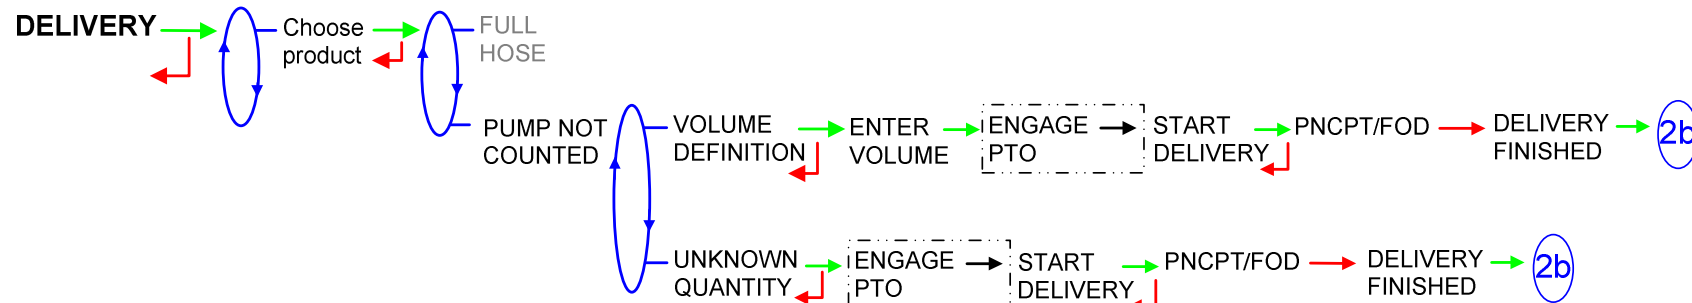 DELIVERY
Choose
product
FULL
HOSE
PUMP NOT
COUNTED
VOLUME
DEFINITION
ENTER
VOLUME
ENGAGE
PTO
START
DELIVERY
PNCPT/FOD
DELIVERY
FINISHED
2b
UNKNOWN
QUANTITY
ENGAGE
PTO
START
DELIVERY
PNCPT/FOD
DELIVERY
FINISHED
2b